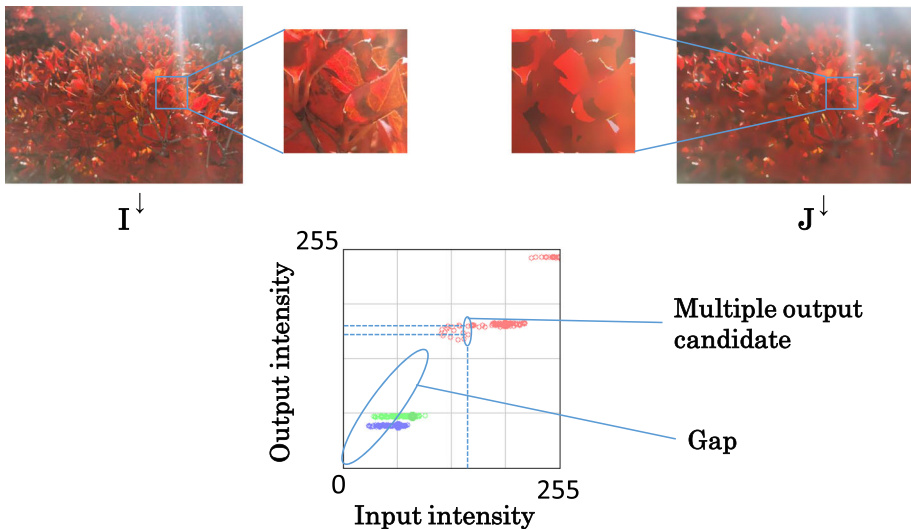 I↓
J↓
255
Output intensity
Multiple output
candidate
Gap
0
255
Input intensity